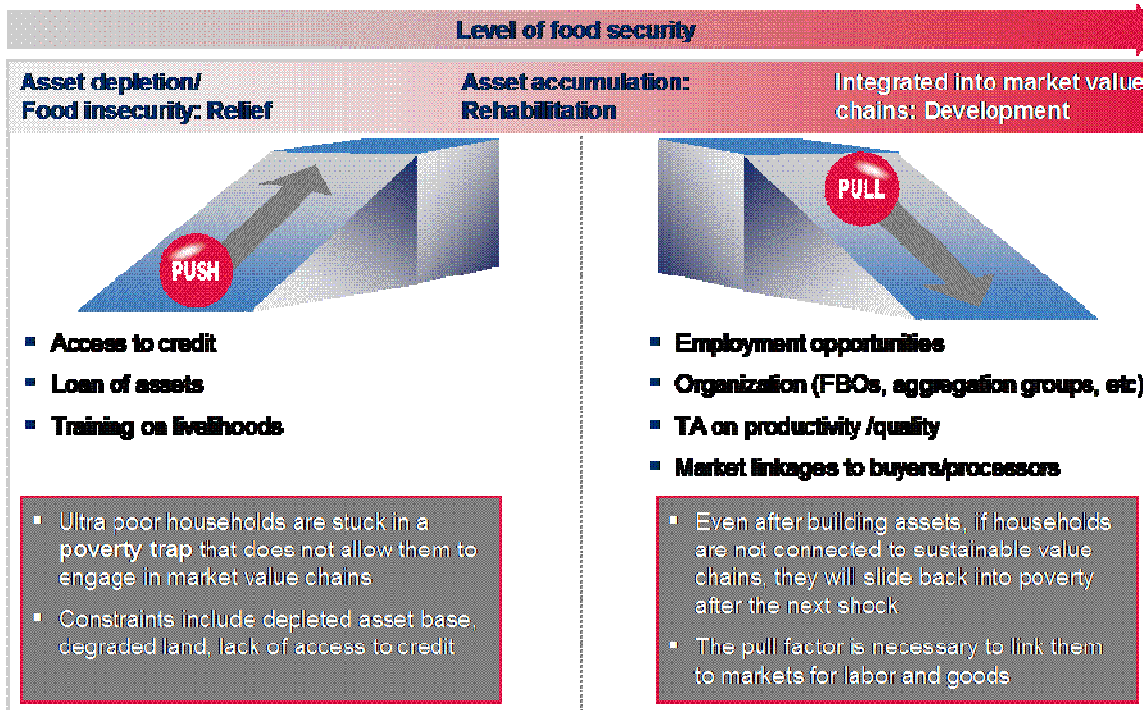 Level of food security
Asset depletion/
Food insecurity: Relief
Asset accumulation:
Rehabilitation
Integrated into market value
chains: Development
PUSH
▪ Access to credit
▪ Loan of assets
▪ Training on livelihoods
▪ Ultra poor households are stuck in a
poverty trap that does not allow them to
engage in market value chains
▪ Constraints include depleted asset base,
degraded land, lack of access to credit
PULL
▪ Employment opportunities
▪ Organization (FBOs, aggregation groups, etc)
▪ TA on productivity /quality
▪ Market linkages to buyers/processors
▪ Even after building assets, if households
are not connected to sustainable value
chains, they will slide back into poverty
after the next shock
▪ The pull factor is necessary to link them
to markets for labor and goods